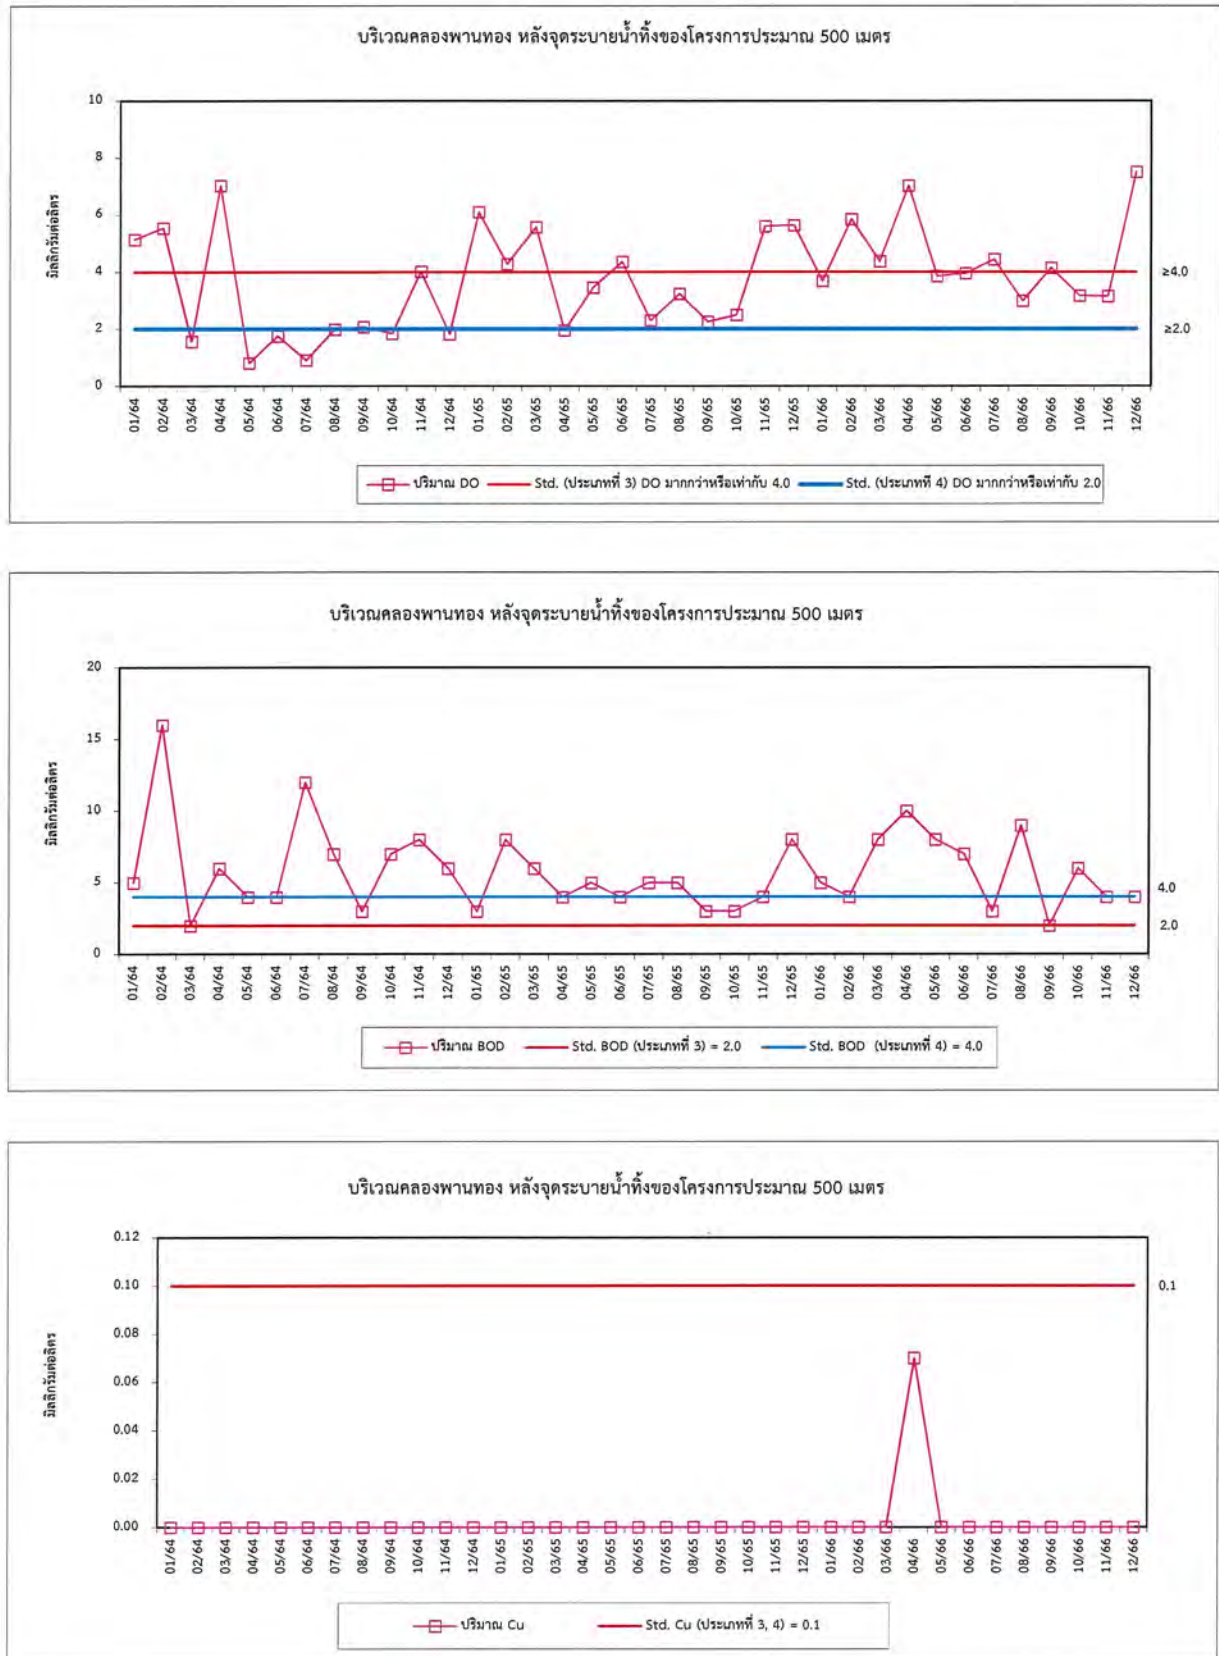 บริเวณคลองพานทอง หลังจุดระบายน้ำทิ้งของโครงการประมาณ 500 เมตร
มิลลิกรัมต่อลิตร
10
8
6
4
2
0
≥4.0
≥2.0
01/64 02/64 03/64 04/64 05/64 06/64 07/64 08/64 09/64 10/64 11/64 12/64 01/65 02/65 03/65 04/65 05/65 06/65 07/65 08/65 09/65 10/65 11/65 12/65 01/66 02/66 03/66 04/66 05/66 06/66 07/66 08/66 09/66 10/66 11/66 12/66
ปริมาณ DO Std. (ประเภทที่ 3) DO มากกว่าหรือเท่ากับ 4.0 Std. (ประเภทที่ 4) DO มากกว่าหรือเท่ากับ 2.0
บริเวณคลองพานทอง หลังจุดระบายน้ำทิ้งของโครงการประมาณ 500 เมตร
มิลลิกรัมต่อลิตร
20
15
10
5
0
4.0
2.0
01/64 02/64 03/64 04/64 05/64 06/64 07/64 08/64 09/64 10/64 11/64 12/64 01/65 02/65 03/65 04/65 05/65 06/65 07/65 08/65 09/65 10/65 11/65 12/65 01/66 02/66 03/66 04/66 05/66 06/66 07/66 08/66 09/66 10/66 11/66 12/66
ปริมาณ BOD Std. BOD (ประเภทที่ 3) = 2.0 Std. BOD (ประเภทที่ 4) = 4.0
บริเวณคลองพานทอง หลังจุดระบายน้ำทิ้งของโครงการประมาณ 500 เมตร
มิลลิกรัมต่อลิตร
0.12
0.10
0.08
0.06
0.04
0.02
0.00
0.1
01/64 02/64 03/64 04/64 05/64 06/64 07/64 08/64 09/64 10/64 11/64 12/64 01/65 02/65 03/65 04/65 05/65 06/65 07/65 08/65 09/65 10/65 11/65 12/65 01/66 02/66 03/66 04/66 05/66 06/66 07/66 08/66 09/66 10/66 11/66 12/66
ปริมาณ Cu Std. Cu (ประเภทที่ 3, 4) = 0.1